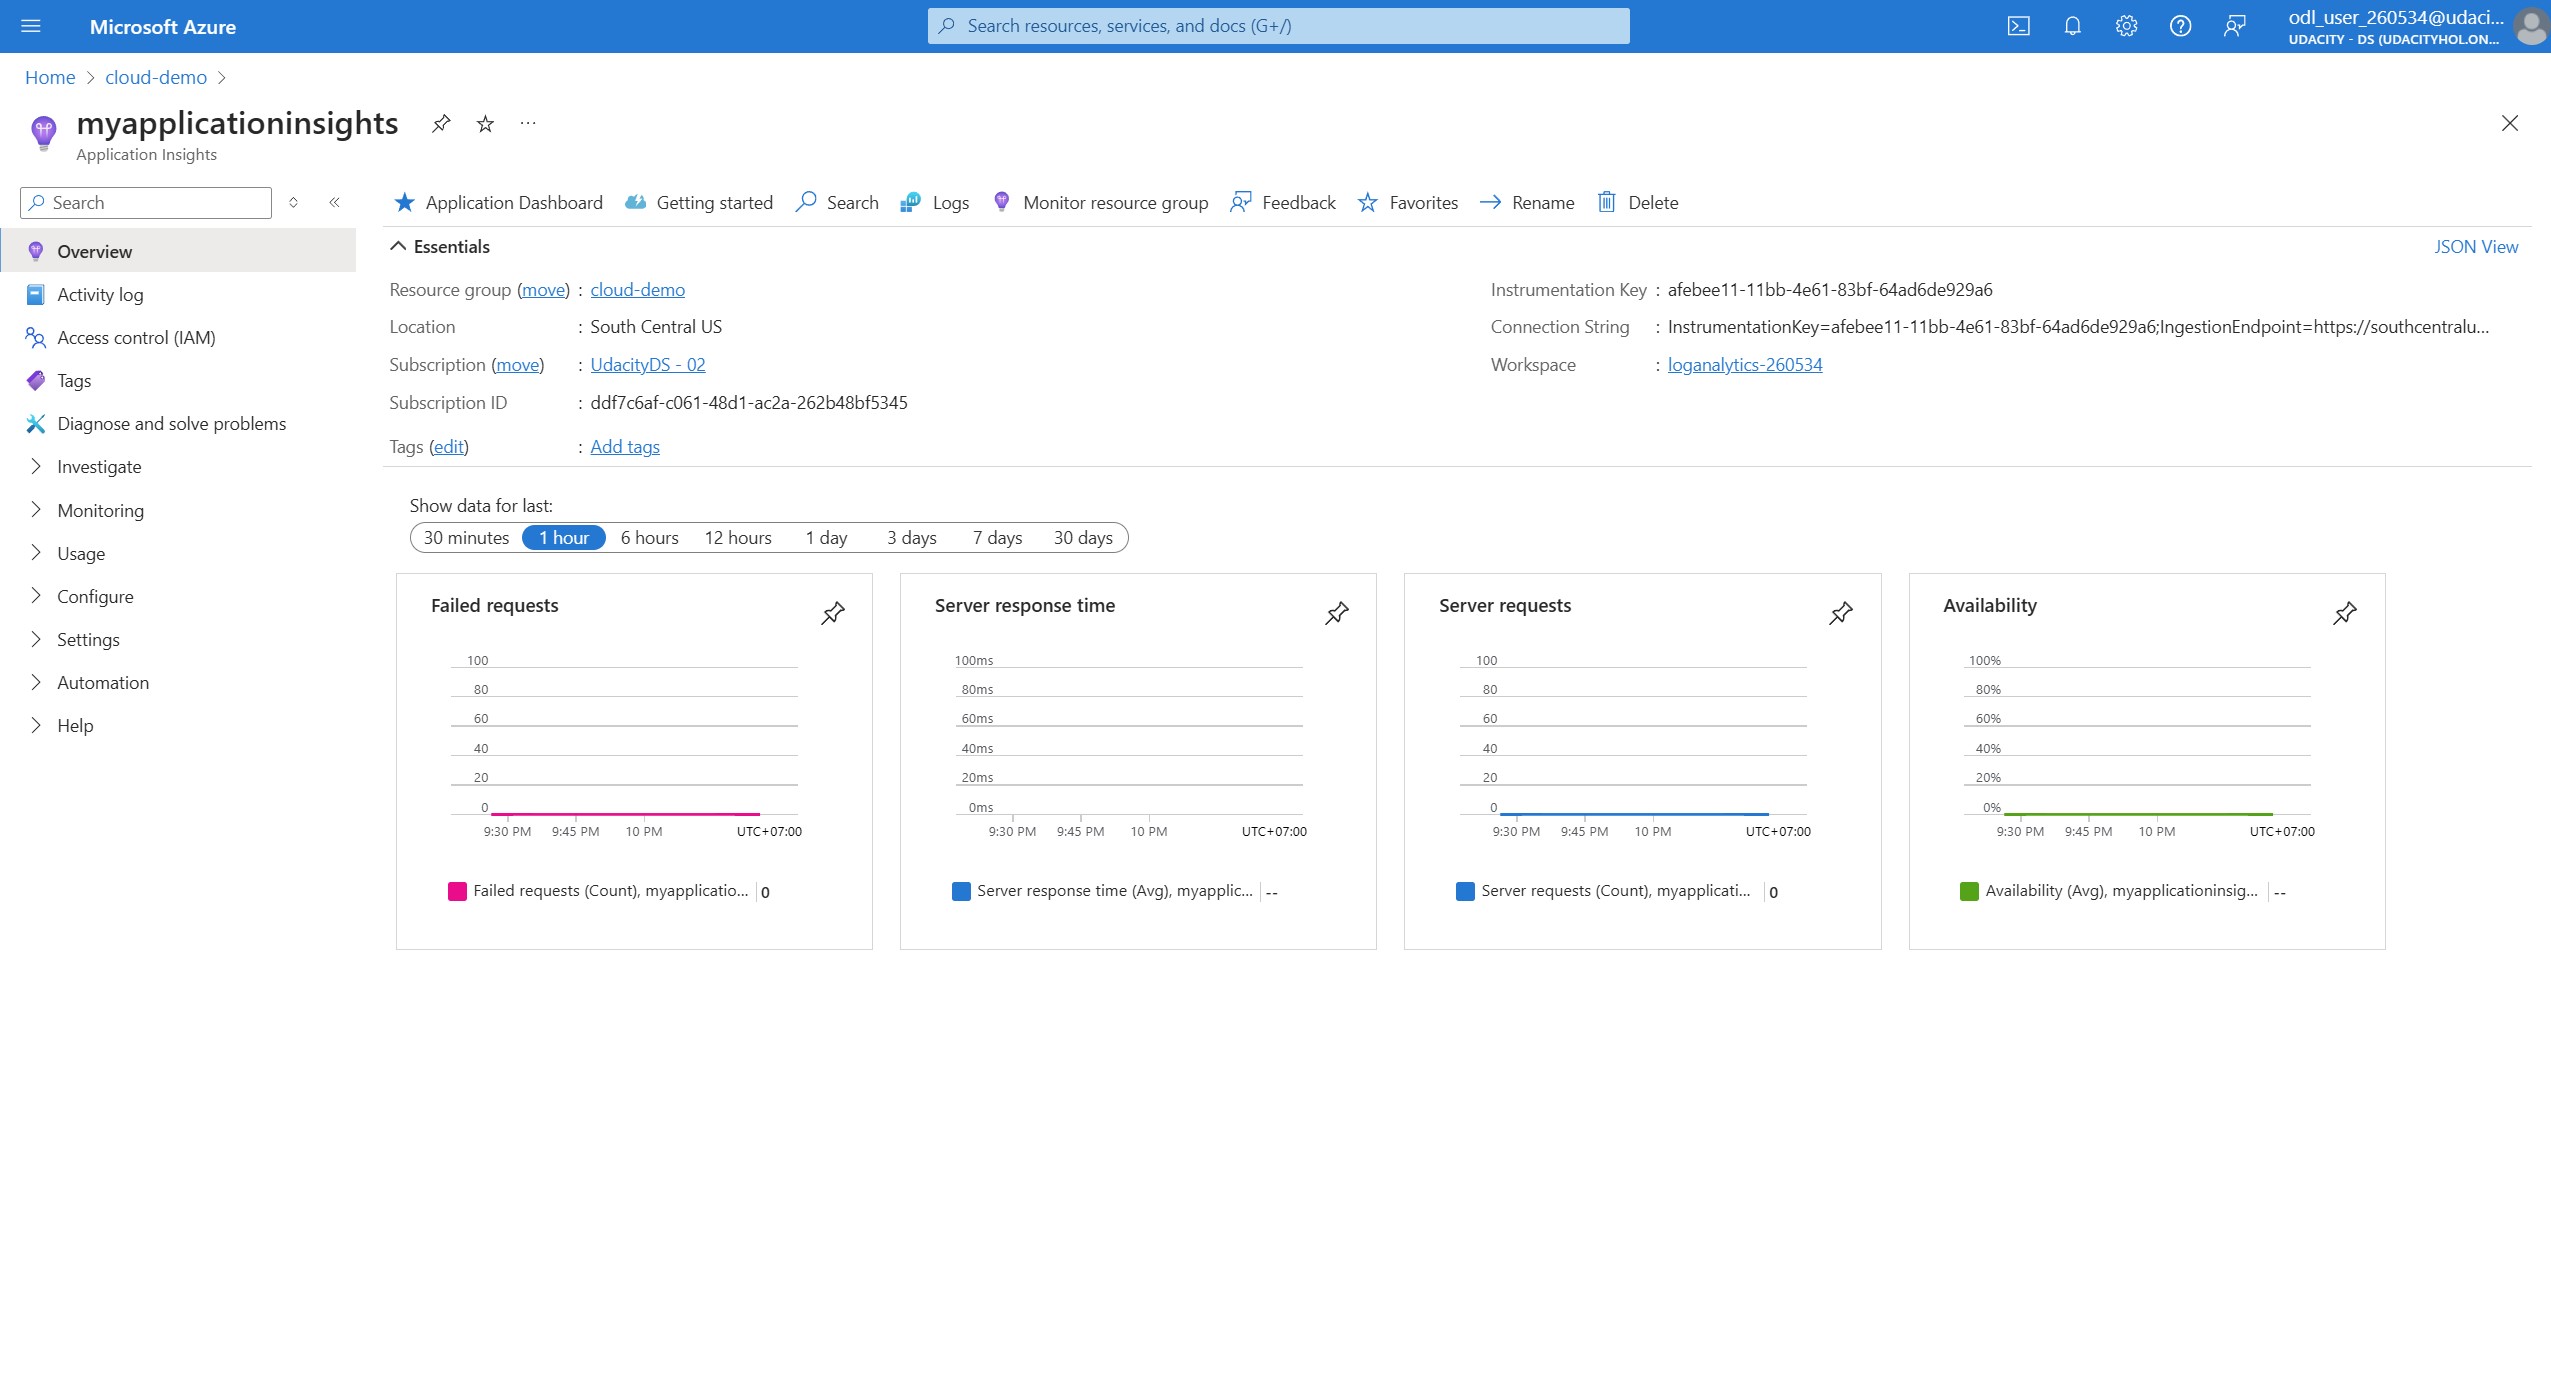 Microsoft Azure
Search resources, services, and docs (G+/)
odl_user_260534@udaci...
UDACITY - DS (UDACITYHOL.ON...
Home > cloud-demo >
myapplicationinsights
Application Insights
Search
Application Dashboard
Getting started
Search
Logs
Monitor resource group
Feedback
Favorites
Rename
Delete
Overview
Activity log
Access control (IAM)
Tags
Diagnose and solve problems
Investigate
Monitoring
Usage
Configure
Settings
Automation
Help
Essentials
JSON View
Resource group (move) : cloud-demo
Location : South Central US
Subscription (move) : UdacityDS - 02
Subscription ID : ddf7c6af-c061-48d1-ac2a-262b48bf5345
Tags (edit) : Add tags
Instrumentation Key : afebee11-11bb-4e61-83bf-64ad6de929a6
Connection String : InstrumentationKey=afebee11-11bb-4e61-83bf-64ad6de929a6;IngestionEndpoint=https://southcentralu...
Workspace : loganalytics-260534
Show data for last:
30 minutes 1 hour 6 hours 12 hours 1 day 3 days 7 days 30 days
Failed requests
100
80
60
40
20
0
9:30 PM 9:45 PM 10 PM UTC+07:00
Failed requests (Count), myapplicatio... 0
Server response time
100ms
80ms
60ms
40ms
20ms
0ms
9:30 PM 9:45 PM 10 PM UTC+07:00
Server response time (Avg), myapplic... --
Server requests
100
80
60
40
20
0
9:30 PM 9:45 PM 10 PM UTC+07:00
Server requests (Count), myapplicati... 0
Availability
100%
80%
60%
40%
20%
0%
9:30 PM 9:45 PM 10 PM UTC+07:00
Availability (Avg), myapplicationinsig... --